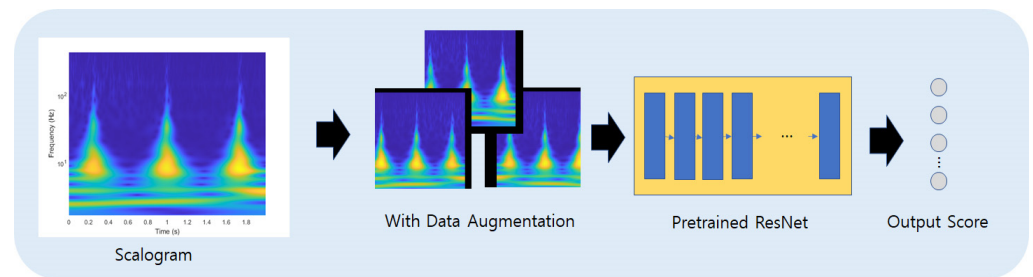 Frequency (Hz)
10²
10¹
0 0.2 0.4 0.6 0.8 1 1.2 1.4 1.6 1.8
Time (s)
Scalogram
With Data Augmentation
...
Pretrained ResNet
...
Output Score